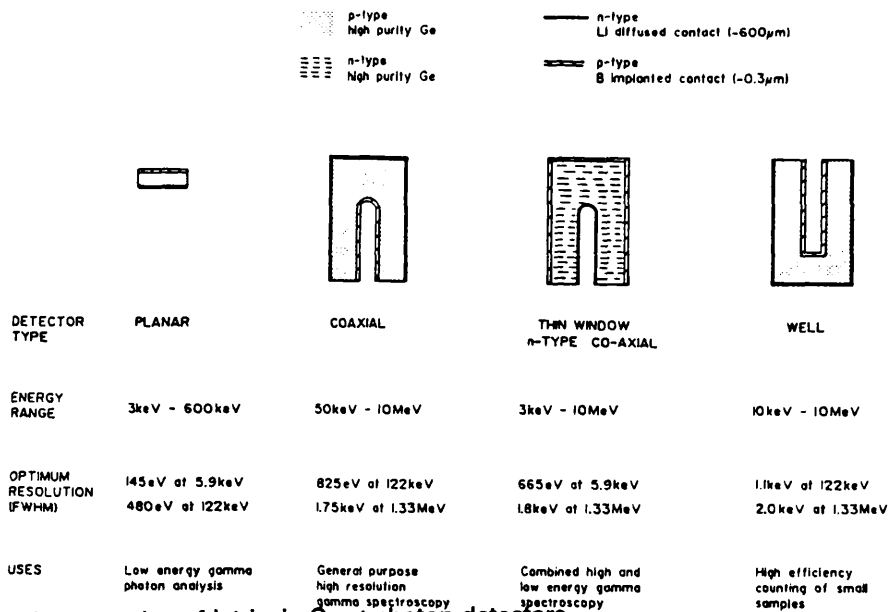 p-type
high purity Ge
n-type
high purity Ge
n-type
Li diffused contact (~600μm)
p-type
B implanted contact (~0.3μm)
DETECTOR TYPE
PLANAR
COAXIAL
THIN WINDOW
n-TYPE CO-AXIAL
WELL
ENERGY RANGE
3keV - 600keV
50keV - 10MeV
3keV - 10MeV
10keV - 10MeV
OPTIMUM RESOLUTION (FWHM)
145eV at 5.9keV
480eV at 122keV
825eV at 122keV
1.75keV at 1.33MeV
665eV at 5.9keV
1.8keV at 1.33MeV
1.1keV at 122keV
2.0keV at 1.33MeV
USES
Low energy gamma
photon analysis
General purpose
high resolution
gamma spectroscopy
Combined high and
low energy gamma
spectroscopy
High efficiency
counting of small
samples
detectors